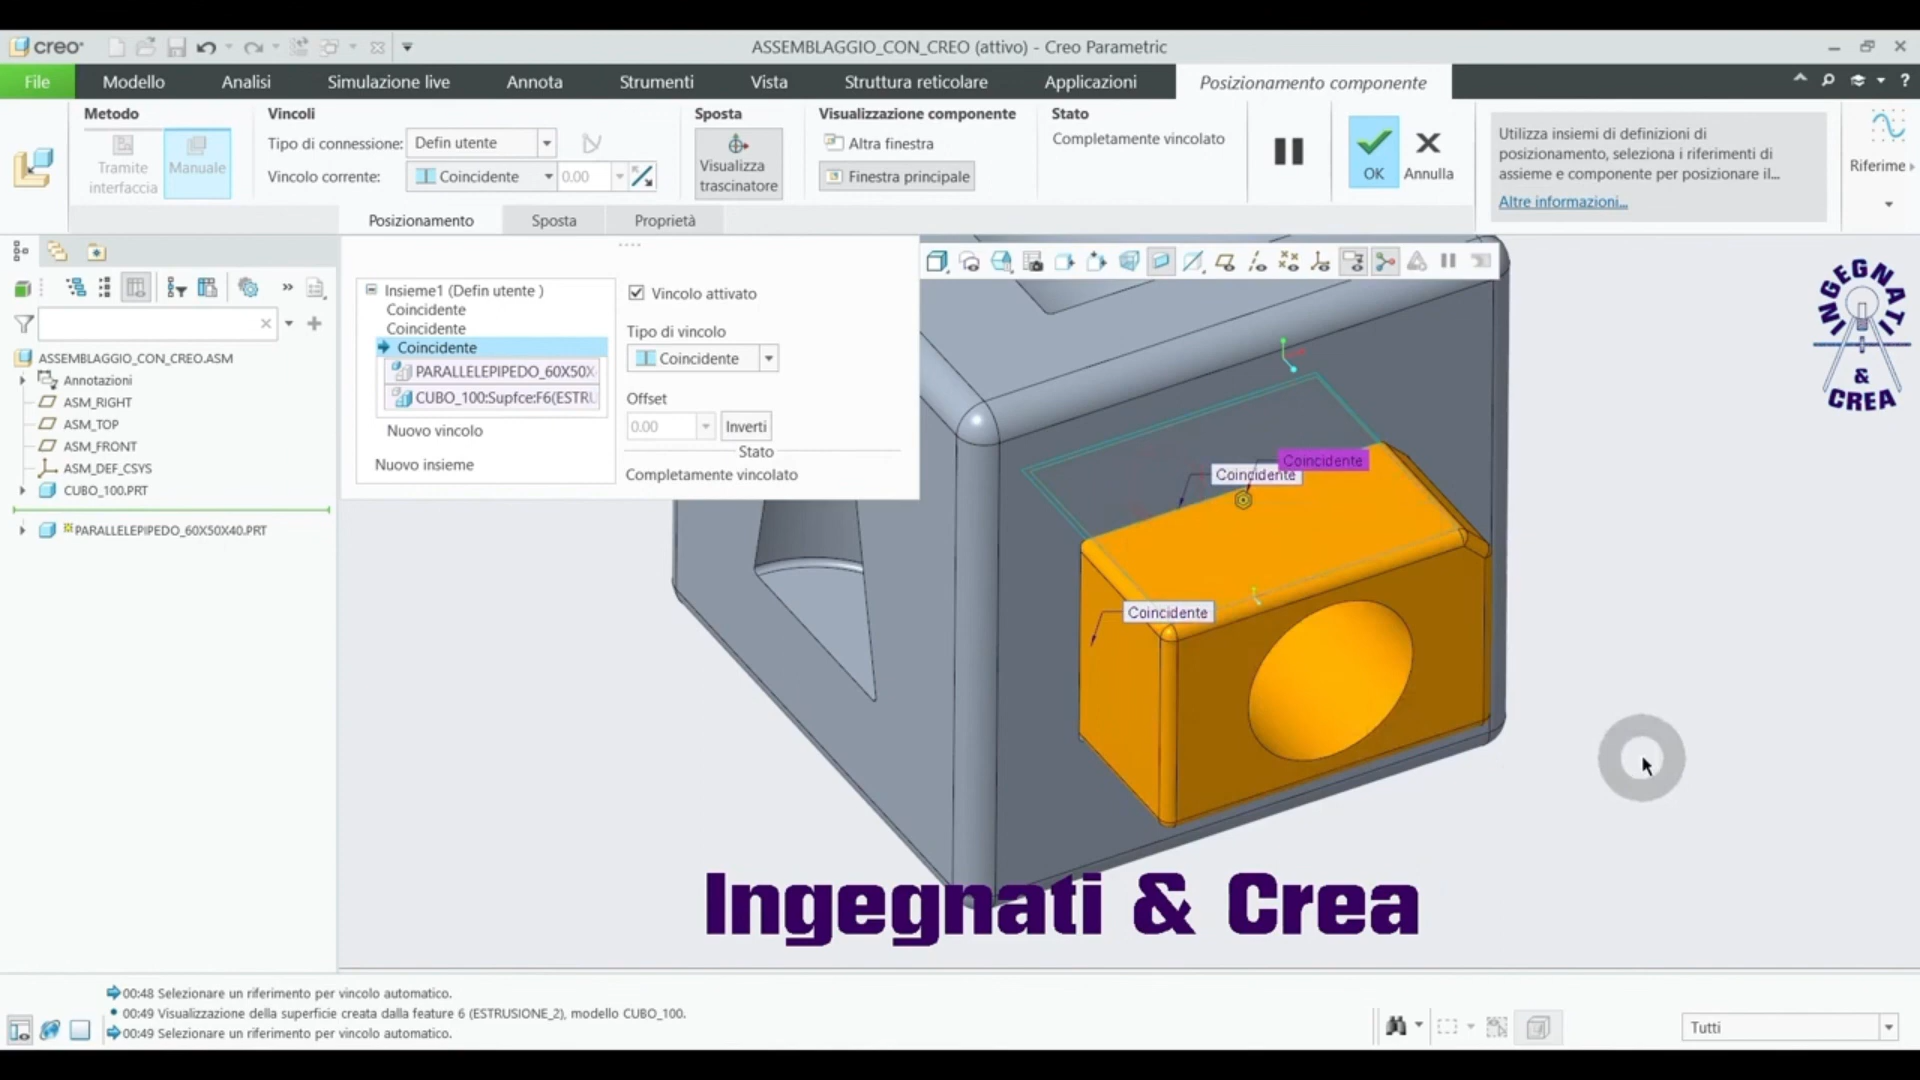 creo
ASSEMBLAGGIO_CON_CREO (attivo) - Creo Parametric
File
Modello
Analisi
Simulazione live
Annota
Strumenti
Vista
Struttura reticolare
Applicazioni
Posizionamento componente
Metodo
Tramite interfaccia
Manuale
Vincoli
Tipo di connessione:
Defin utente
Vincolo corrente:
Coincidente
0.00
Sposta
Visualizza trascinatore
Visualizzazione componente
Altra finestra
Finestra principale
Stato
Completamente vincolato
OK
Annulla
Utilizza insiemi di definizioni di
posizionamento, seleziona i riferimenti di
assieme e componente per posizionare il...
Altre informazioni...
Riferime
Posizionamento
Sposta
Proprietà
Insieme1 (Defin utente )
Coincidente
Coincidente
Coincidente
PARALLELEPIPEDO_60X50X
CUBO_100:Supfce:F6(ESTRU
Nuovo vincolo
Nuovo insieme
Vincolo attivato
Tipo di vincolo
Coincidente
Offset
0.00
Inverti
Stato
Completamente vincolato
ASSEMBLAGGIO_CON_CREO.ASM
Annotazioni
ASM_RIGHT
ASM_TOP
ASM_FRONT
ASM_DEF_CSYS
CUBO_100.PRT
PARALLELEPIPEDO_60X50X40.PRT
Coincidente
Coincidente
Coincidente
INGEGNATI
&
CREA
Ingegnati & Crea
00:48 Selezionare un riferimento per vincolo automatico.
00:49 Visualizzazione della superficie creata dalla feature 6 (ESTRUSIONE_2), modello CUBO_100.
00:49 Selezionare un riferimento per vincolo automatico.
Tutti